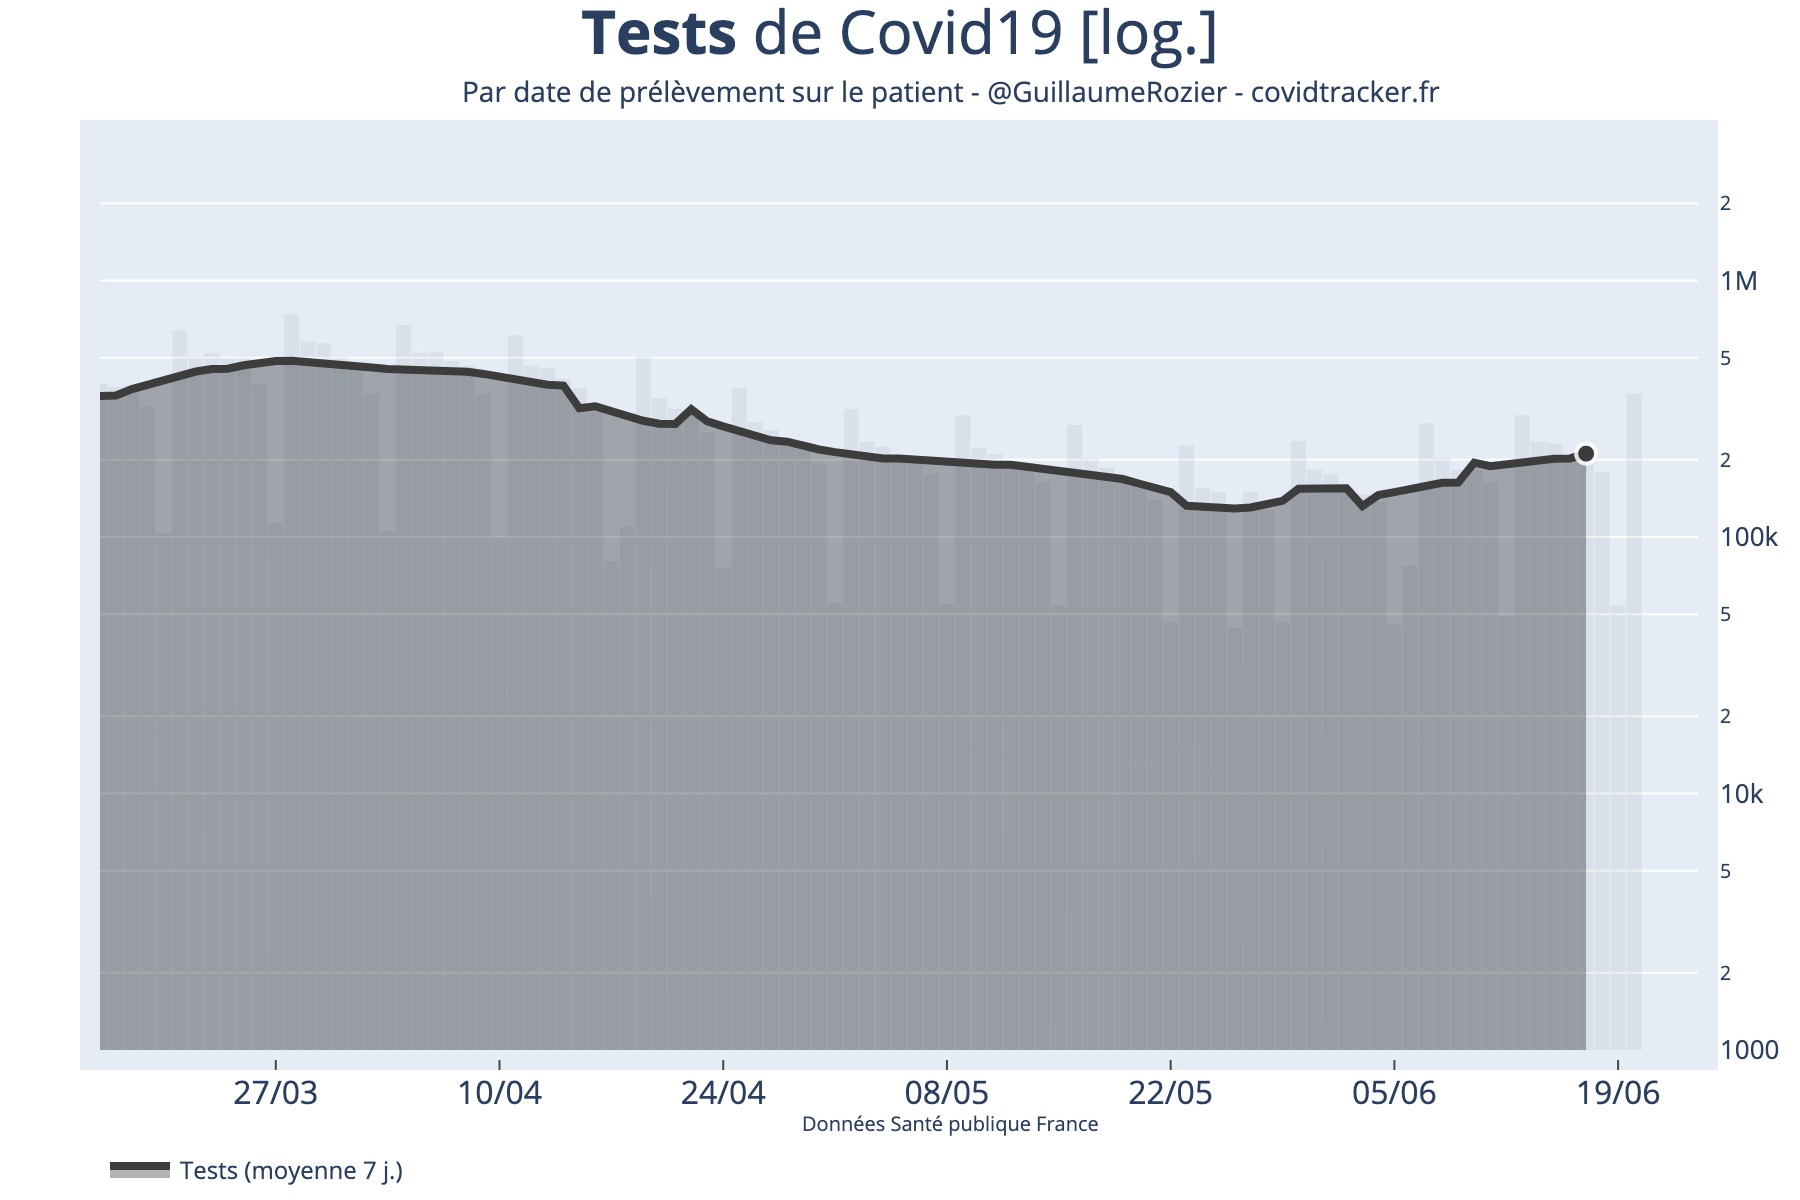 Tests de Covid19 [log.]
Par date de prélèvement sur le patient - @GuillaumeRozier - covidtracker.fr
2
1M
5
2
100k
5
2
10k
5
2
1000
27/03 10/04 24/04 08/05 22/05 05/06 19/06
Données Santé publique France
Tests (moyenne 7 j.)